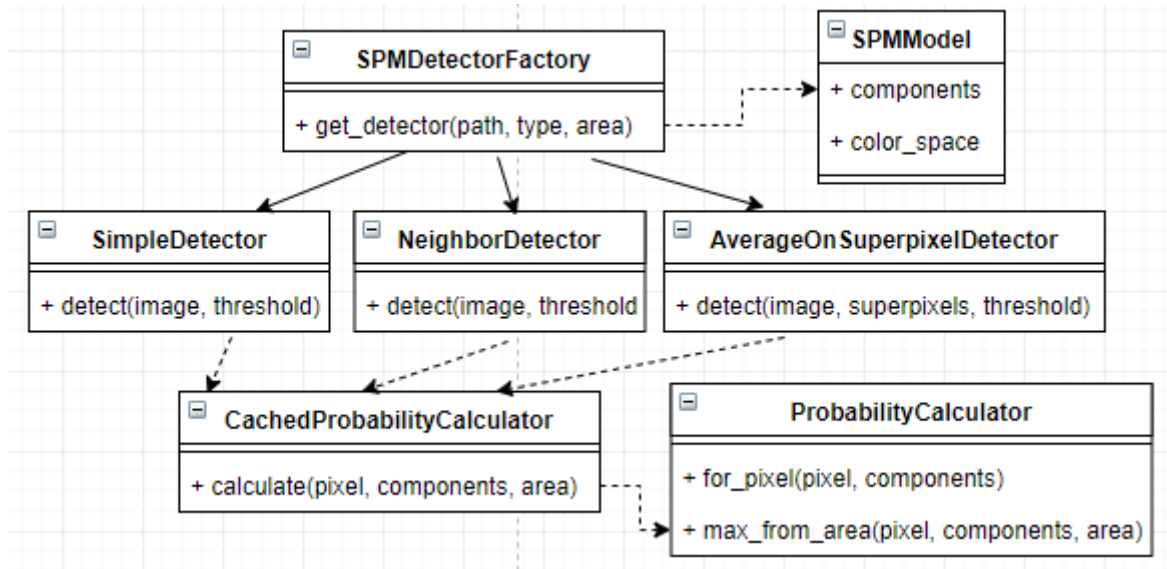 SPMDetectorFactory
+ get_detector(path, type, area)
SPMModel
+ components
+ color_space
SimpleDetector
+ detect(image, threshold)
NeighborDetector
+ detect(image, threshold
AverageOnSuperpixelDetector
+ detect(image, superpixels, threshold)
CachedProbabilityCalculator
+ calculate(pixel, components, area)
ProbabilityCalculator
+ for_pixel(pixel, components)
+ max_from_area(pixel, components, area)